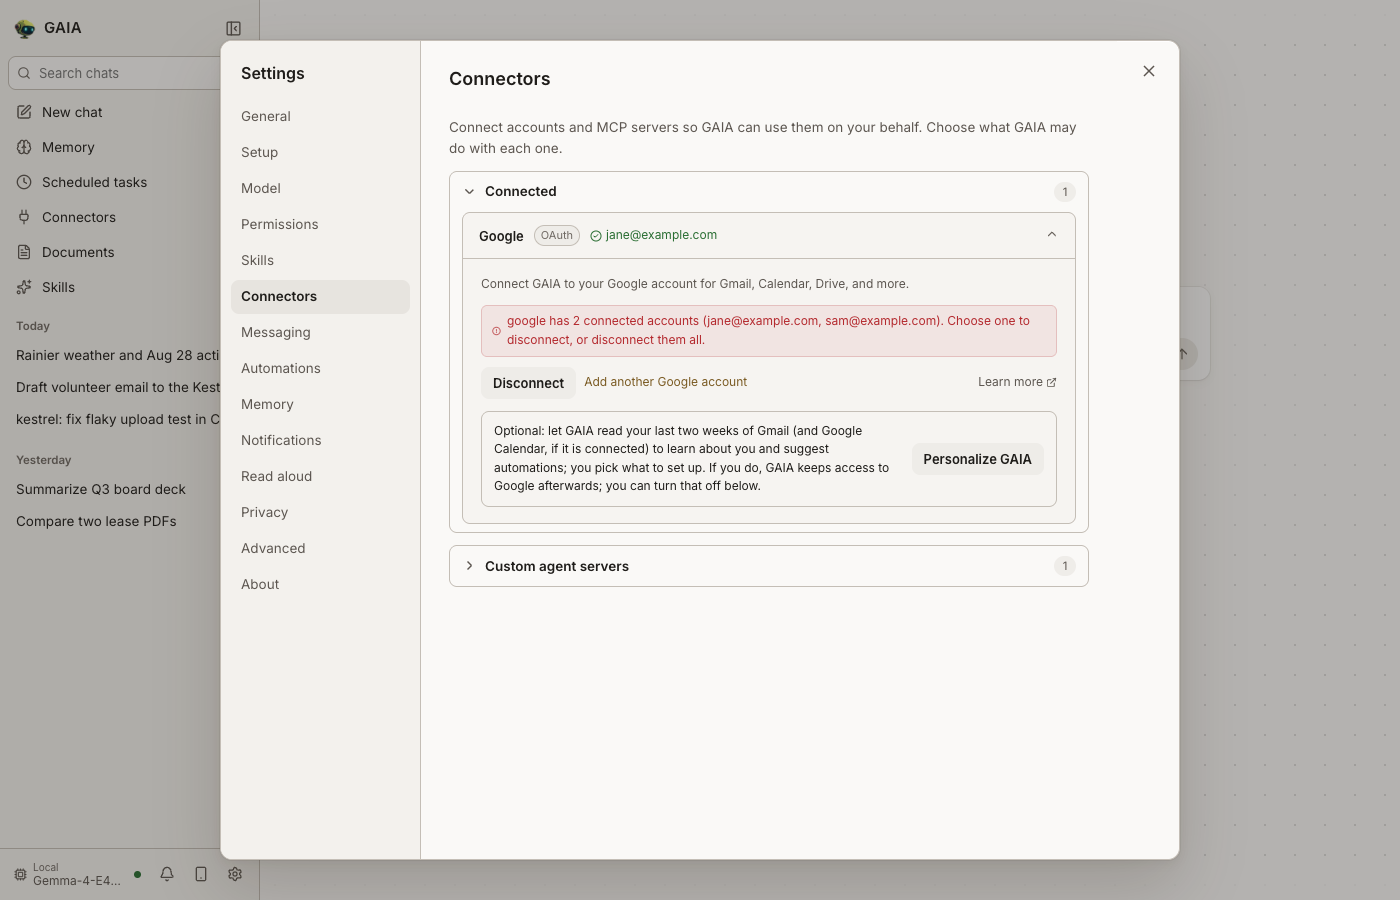 GAIA
Search chats
New chat
Memory
Scheduled tasks
Connectors
Documents
Skills
Today
Rainier weather and Aug 28 acti
Draft volunteer email to the Kest
kestrel: fix flaky upload test in C
Yesterday
Summarize Q3 board deck
Compare two lease PDFs
Local
Gemma-4-E4...
Settings
General
Setup
Model
Permissions
Skills
Connectors
Messaging
Automations
Memory
Notifications
Read aloud
Privacy
Advanced
About
Connectors
Connect accounts and MCP servers so GAIA can use them on your behalf. Choose what GAIA may
do with each one.
Connected 1
Google OAuth jane@example.com
Connect GAIA to your Google account for Gmail, Calendar, Drive, and more.
google has 2 connected accounts (jane@example.com, sam@example.com). Choose one to
disconnect, or disconnect them all.
Disconnect Add another Google account Learn more
Optional: let GAIA read your last two weeks of Gmail (and Google
Calendar, if it is connected) to learn about you and suggest
automations; you pick what to set up. If you do, GAIA keeps access to
Google afterwards; you can turn that off below.
Personalize GAIA
Custom agent servers 1